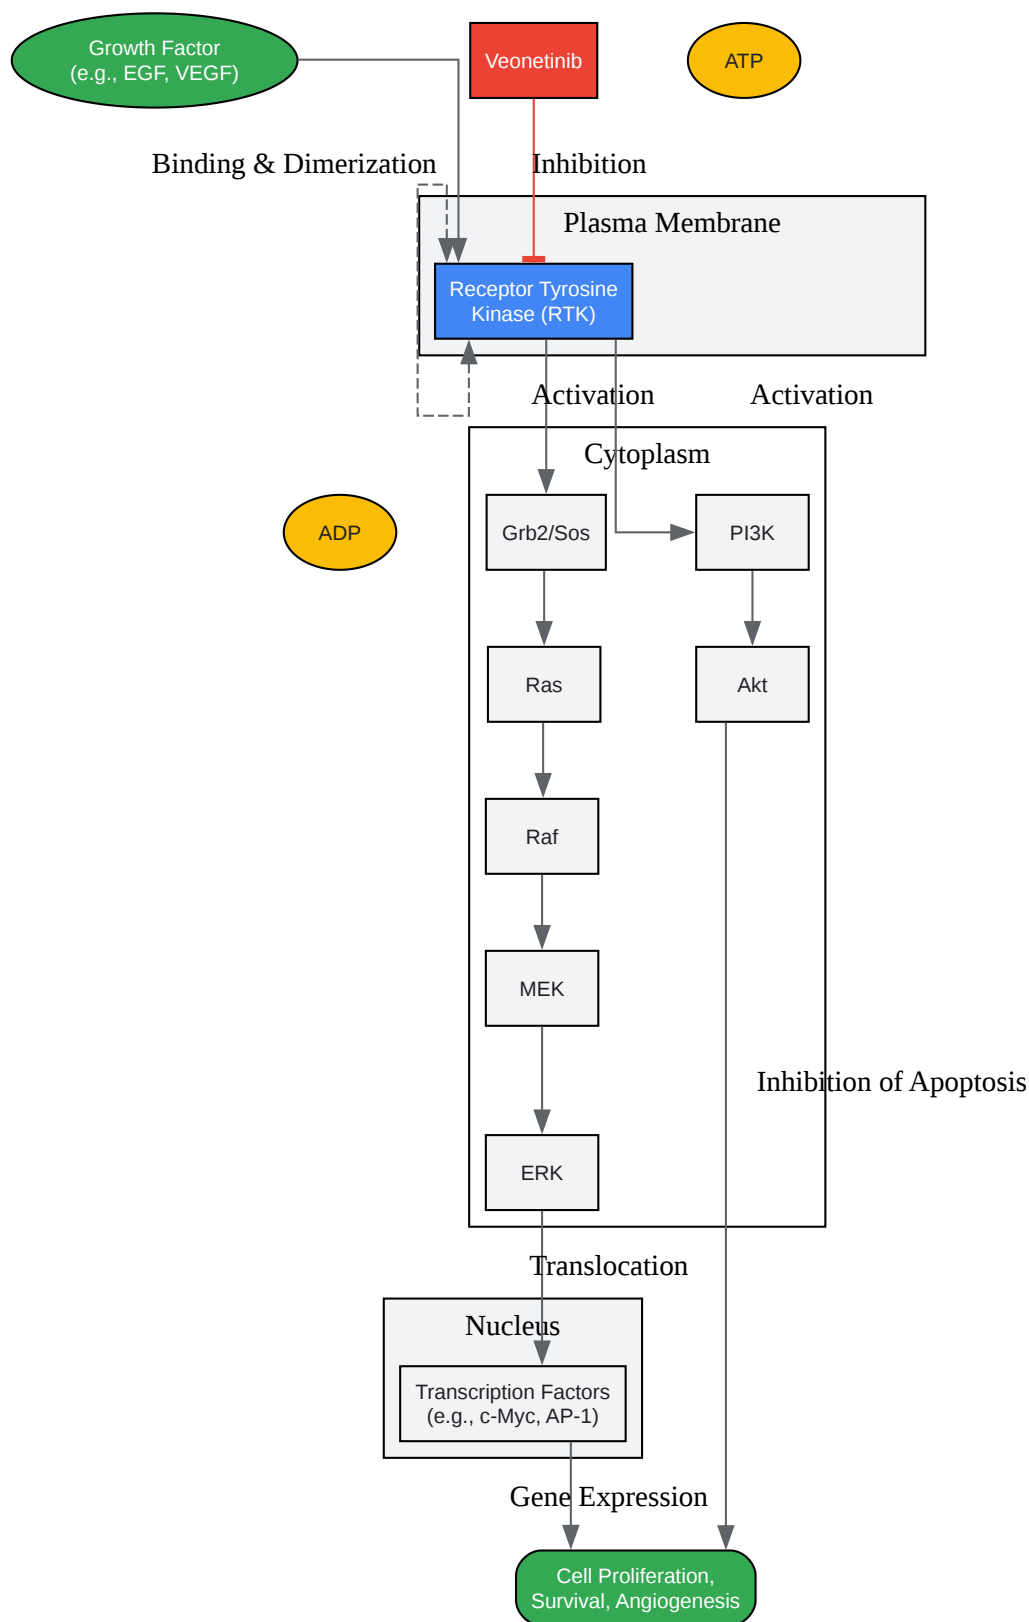 Growth Factor
(e.g., EGF, VEGF)
Veonetinib
ATP
Binding & Dimerization
Inhibition
Plasma Membrane
Receptor Tyrosine
Kinase (RTK)
Activation
Activation
Cytoplasm
ADP
Grb2/Sos
PI3K
Ras
Akt
Raf
MEK
Inhibition of Apoptosis
ERK
Translocation
Nucleus
Transcription Factors
(e.g., c-Myc, AP-1)
Gene Expression
Cell Proliferation,
Survival, Angiogenesis